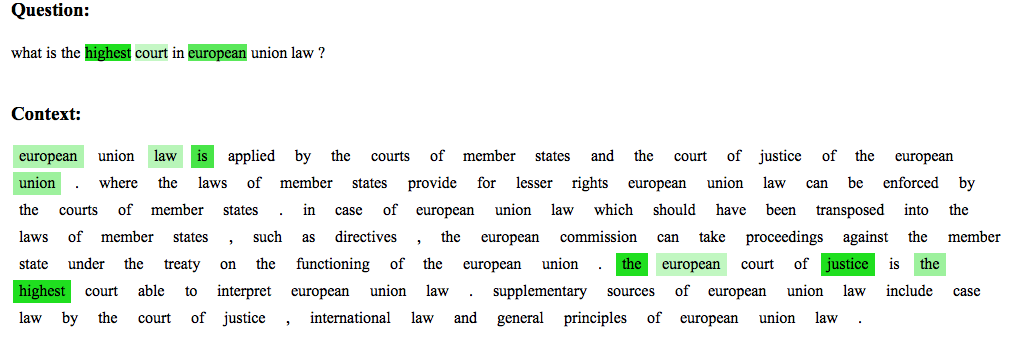 Question:
what is the highest court in european union law ?
Context:
european union law is applied by the courts of member states and the court of justice of the european
union . where the laws of member states provide for lesser rights european union law can be enforced by
the courts of member states . in case of european union law which should have been transposed into the
laws of member states , such as directives , the european commission can take proceedings against the member
state under the treaty on the functioning of the european union . the european court of justice is the
highest court able to interpret european union law . supplementary sources of european union law include case
law by the court of justice , international law and general principles of european union law .